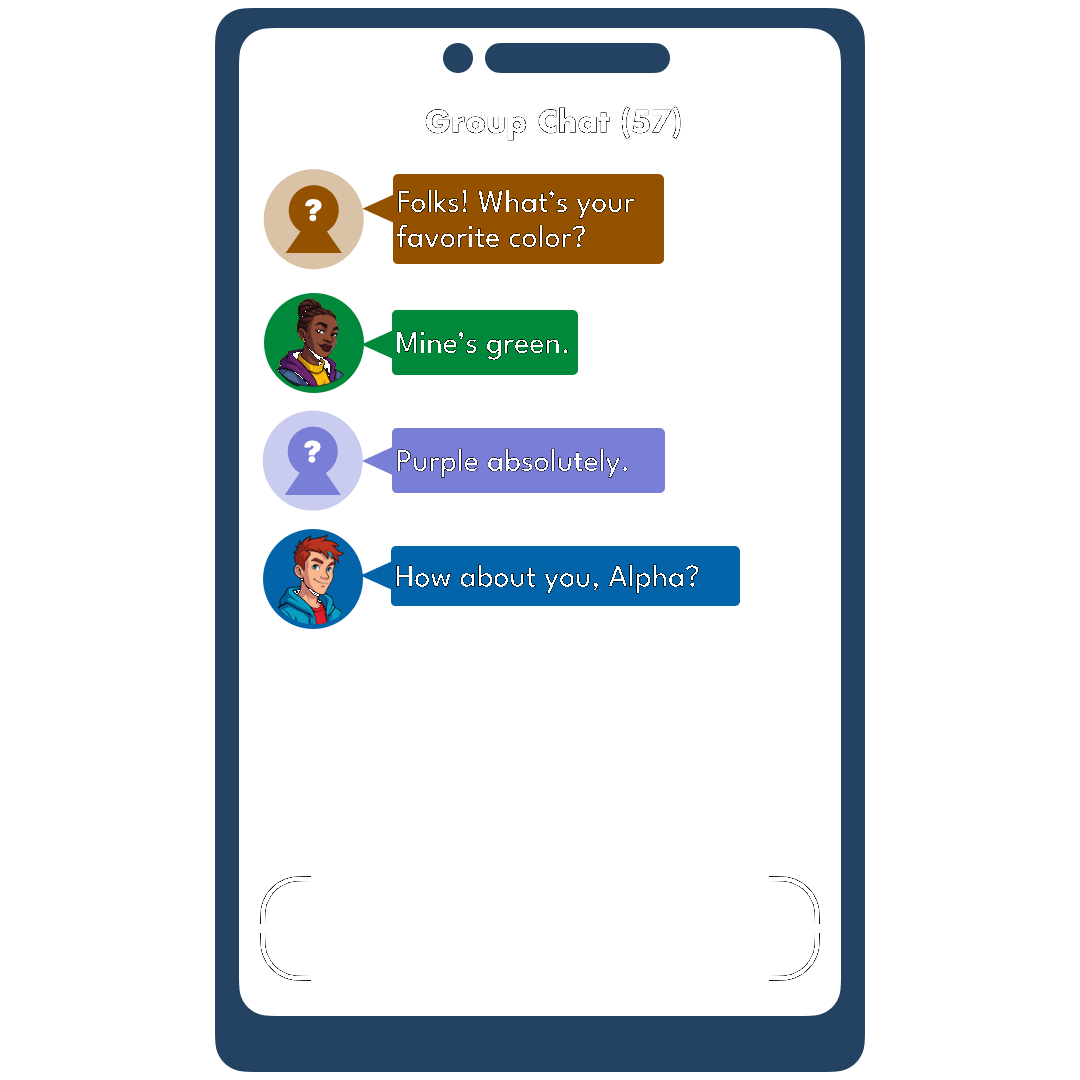 Group Chat (57)
?
Folks! What's your
favorite color?
Mine's green.
?
Purple absolutely.
How about you, Alpha?